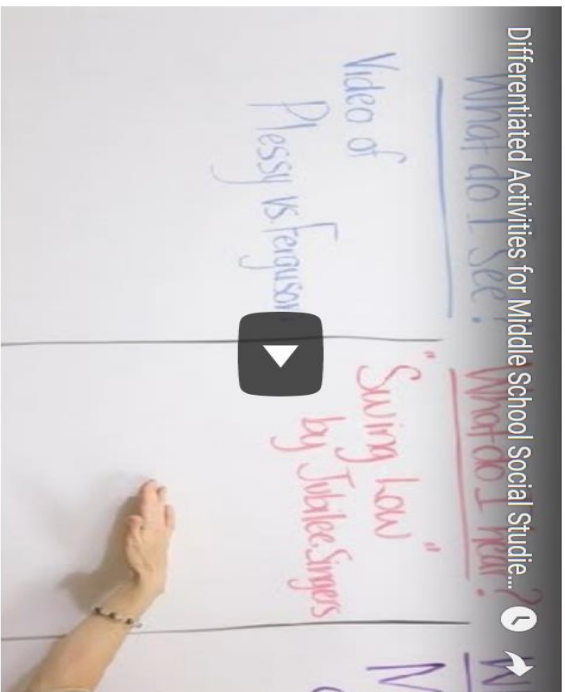 Differentiated Activities for Middle School Social Studie...
What do I see?
Video of
Plessy vs. Ferguson
What do I hear?
"Swing Low"
by Jubilee Singers